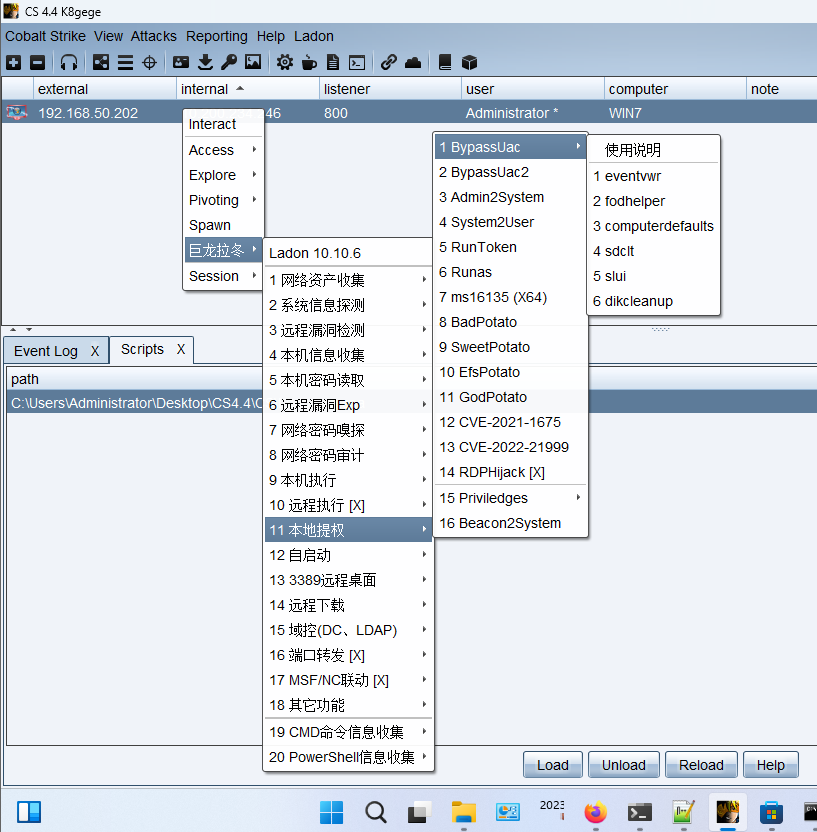 CS 4.4 K8gege
Cobalt Strike View Attacks Reporting Help Ladon
external internal listener user computer note
192.168.50.202 46 800 Administrator * WIN7
Interact
Access
Explore
Pivoting
Spawn
巨龙拉冬
Session
Ladon 10.10.6
1 网络资产收集
2 系统信息探测
3 远程漏洞检测
4 本机信息收集
5 本机密码读取
6 远程漏洞Exp
7 网络密码嗅探
8 网络密码审计
9 本机执行
10 远程执行 [X]
11 本地提权
12 自启动
13 3389远程桌面
14 远程下载
15 域控(DC、LDAP)
16 端口转发 [X]
17 MSF/NC联动 [X]
18 其它功能
19 CMD命令信息收集
20 PowerShell信息收集
1 BypassUac
2 BypassUac2
3 Admin2System
4 System2User
5 RunToken
6 Runas
7 ms16135 (X64)
8 BadPotato
9 SweetPotato
10 EfsPotato
11 GodPotato
12 CVE-2021-1675
13 CVE-2022-21999
14 RDPHijack [X]
15 Priviledges
16 Beacon2System
使用说明
1 eventvwr
2 fodhelper
3 computerdefaults
4 sdclt
5 slui
6 dikcleanup
Event Log X Scripts X
path
C:\Users\Administrator\Desktop\CS4.4\C
Load Unload Reload Help
2023